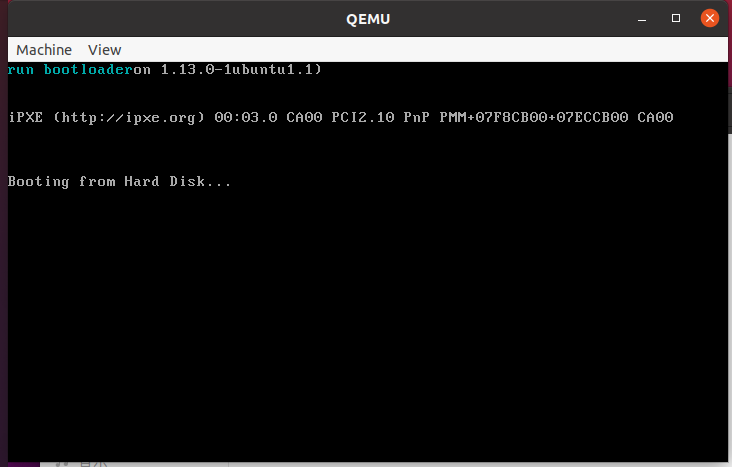 QEMU
Machine View
run bootloaderon 1.13.0-1ubuntu1.1)
iPXE (http://ipxe.org) 00:03.0 CA00 PCI2.10 PnP PMM+07F8CB00+07ECCB00 CA00
Booting from Hard Disk...